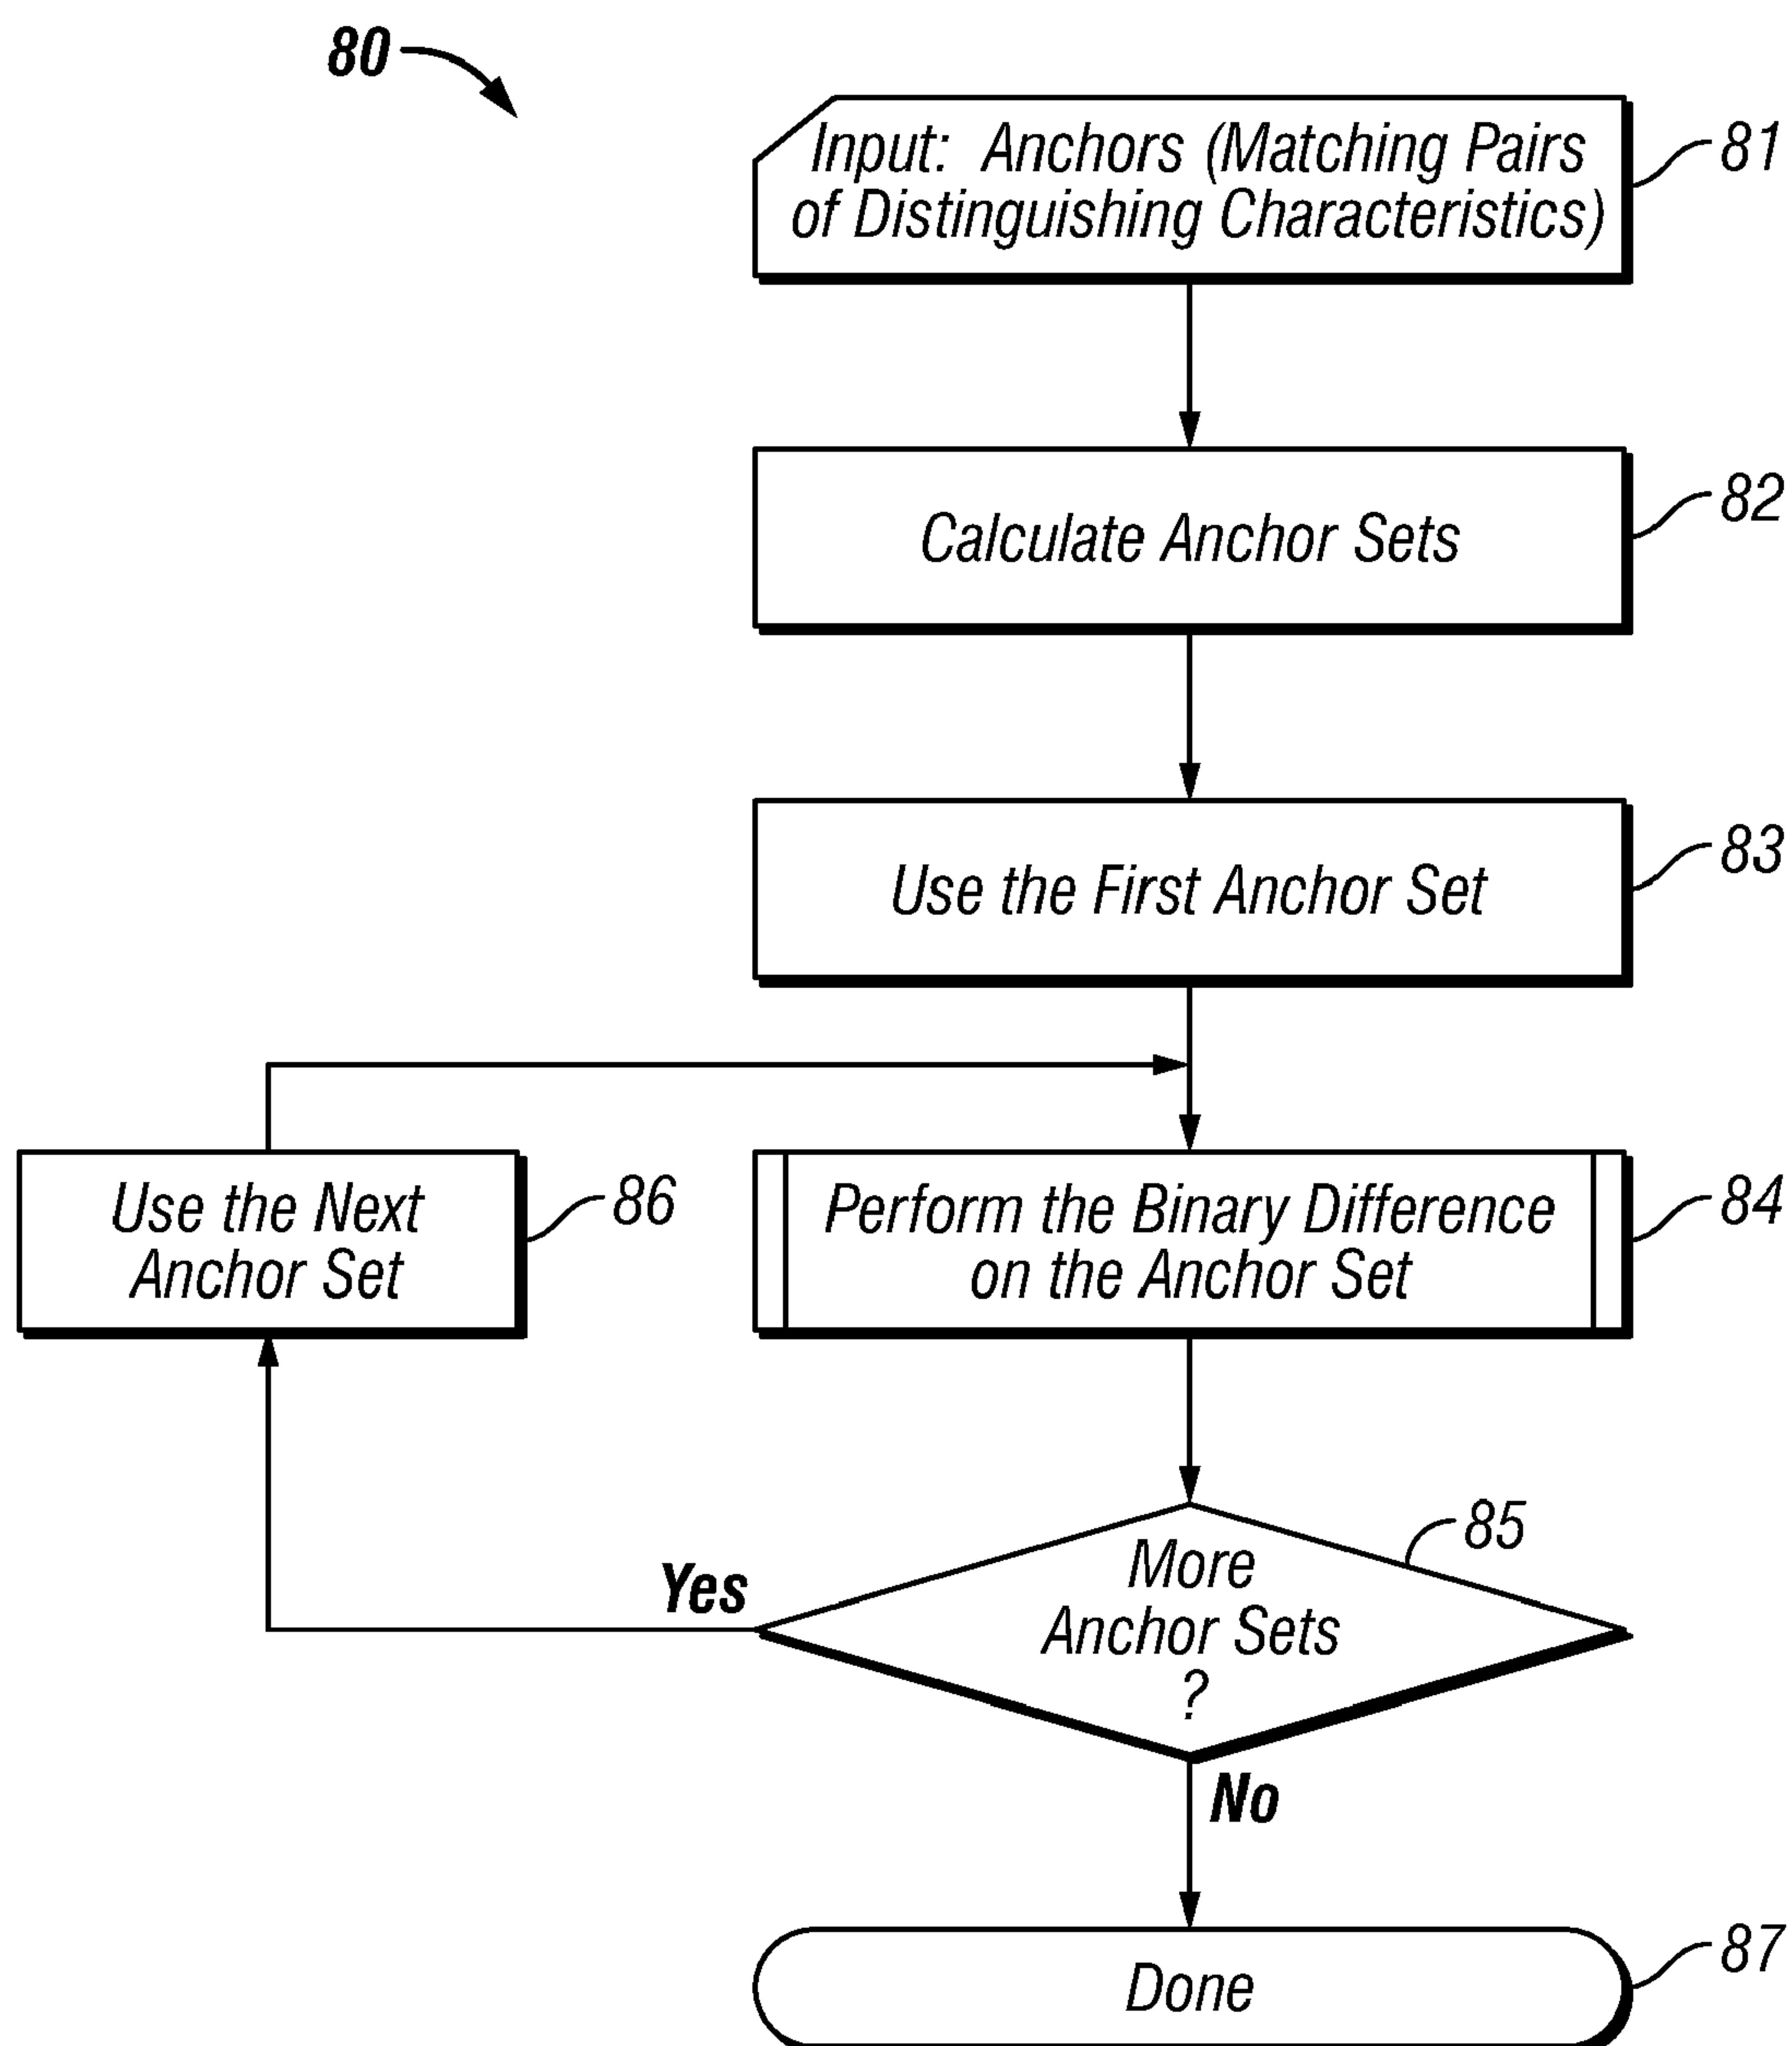 80
Input: Anchors (Matching Pairs
of Distinguishing Characteristics)
81
Calculate Anchor Sets
82
Use the First Anchor Set
83
Use the Next
Anchor Set
86
Perform the Binary Difference
on the Anchor Set
84
More
Anchor Sets
?
85
Yes
No
Done
87